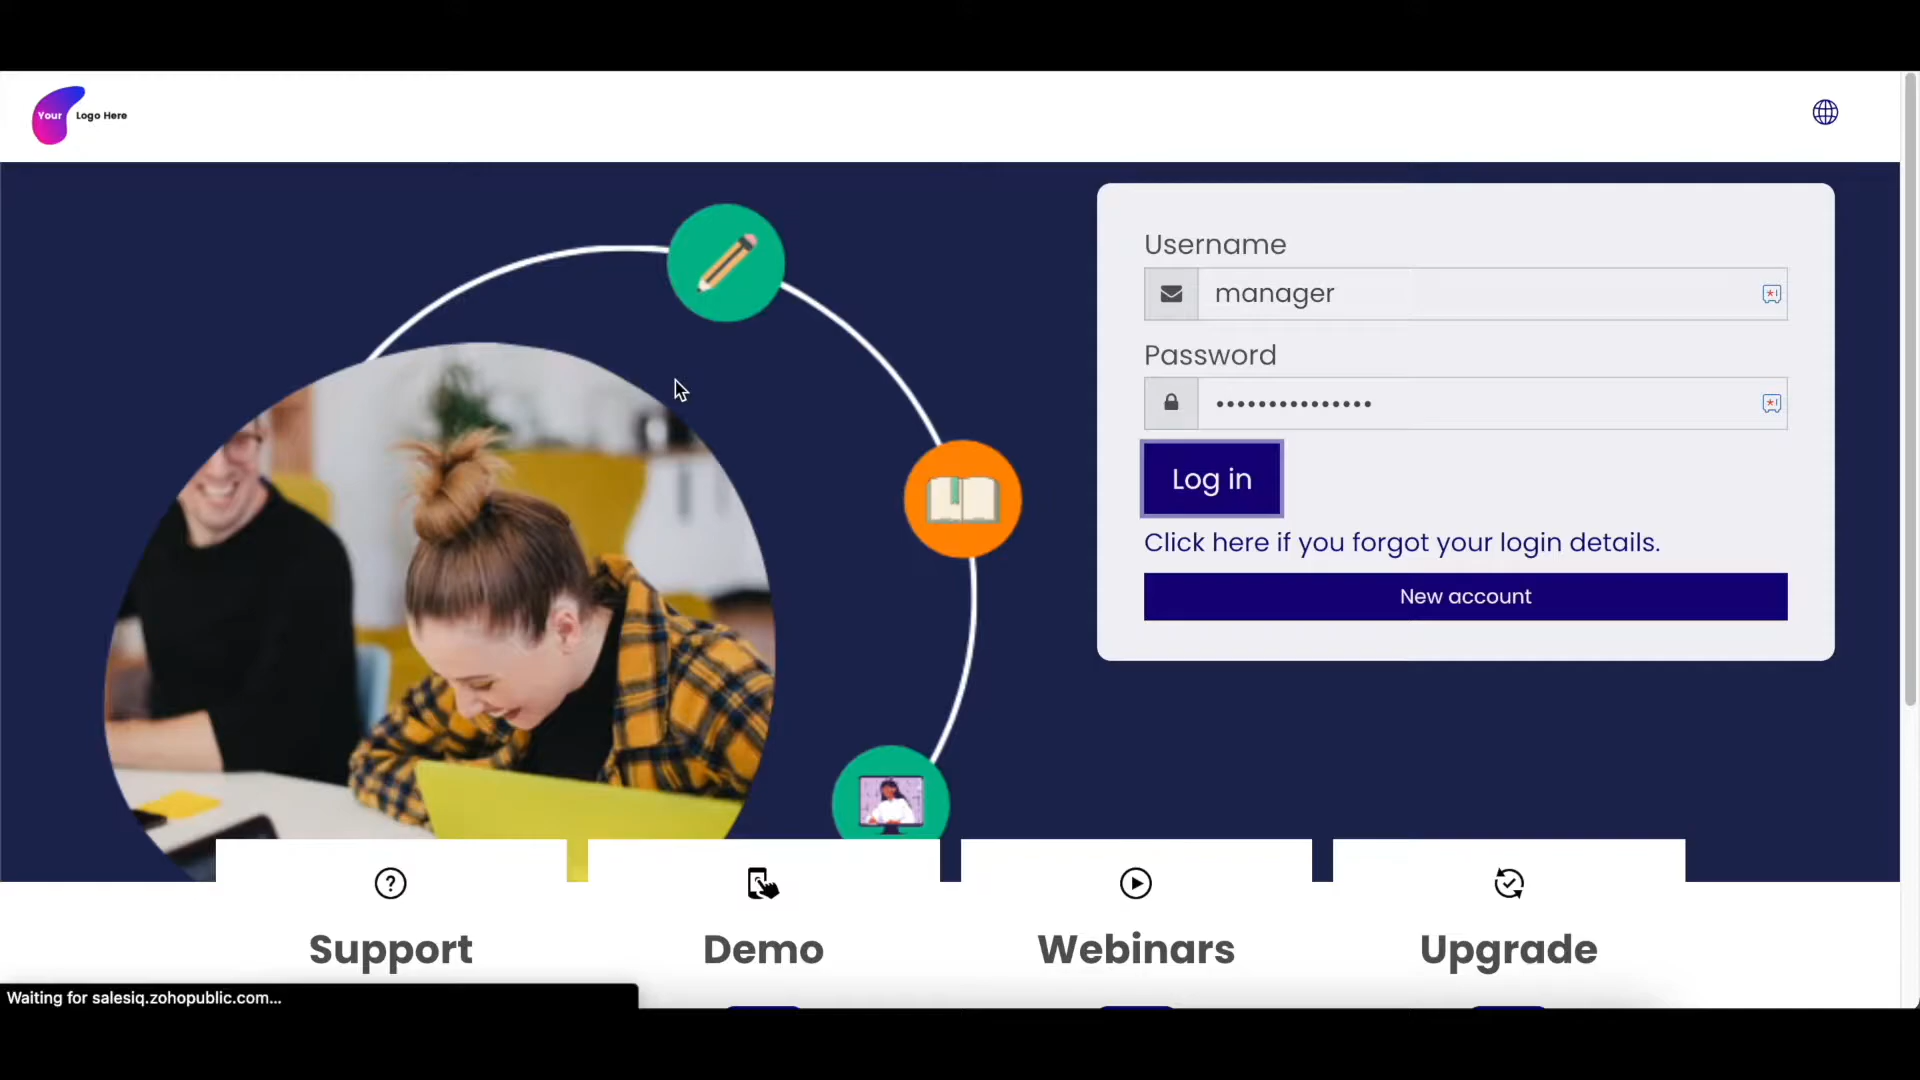 Your Logo Here
Username
manager
Password
•••••••••••••••
Log in
Click here if you forgot your login details.
New account
Support
Demo
Webinars
Upgrade
Waiting for salesiq.zohopublic.com...